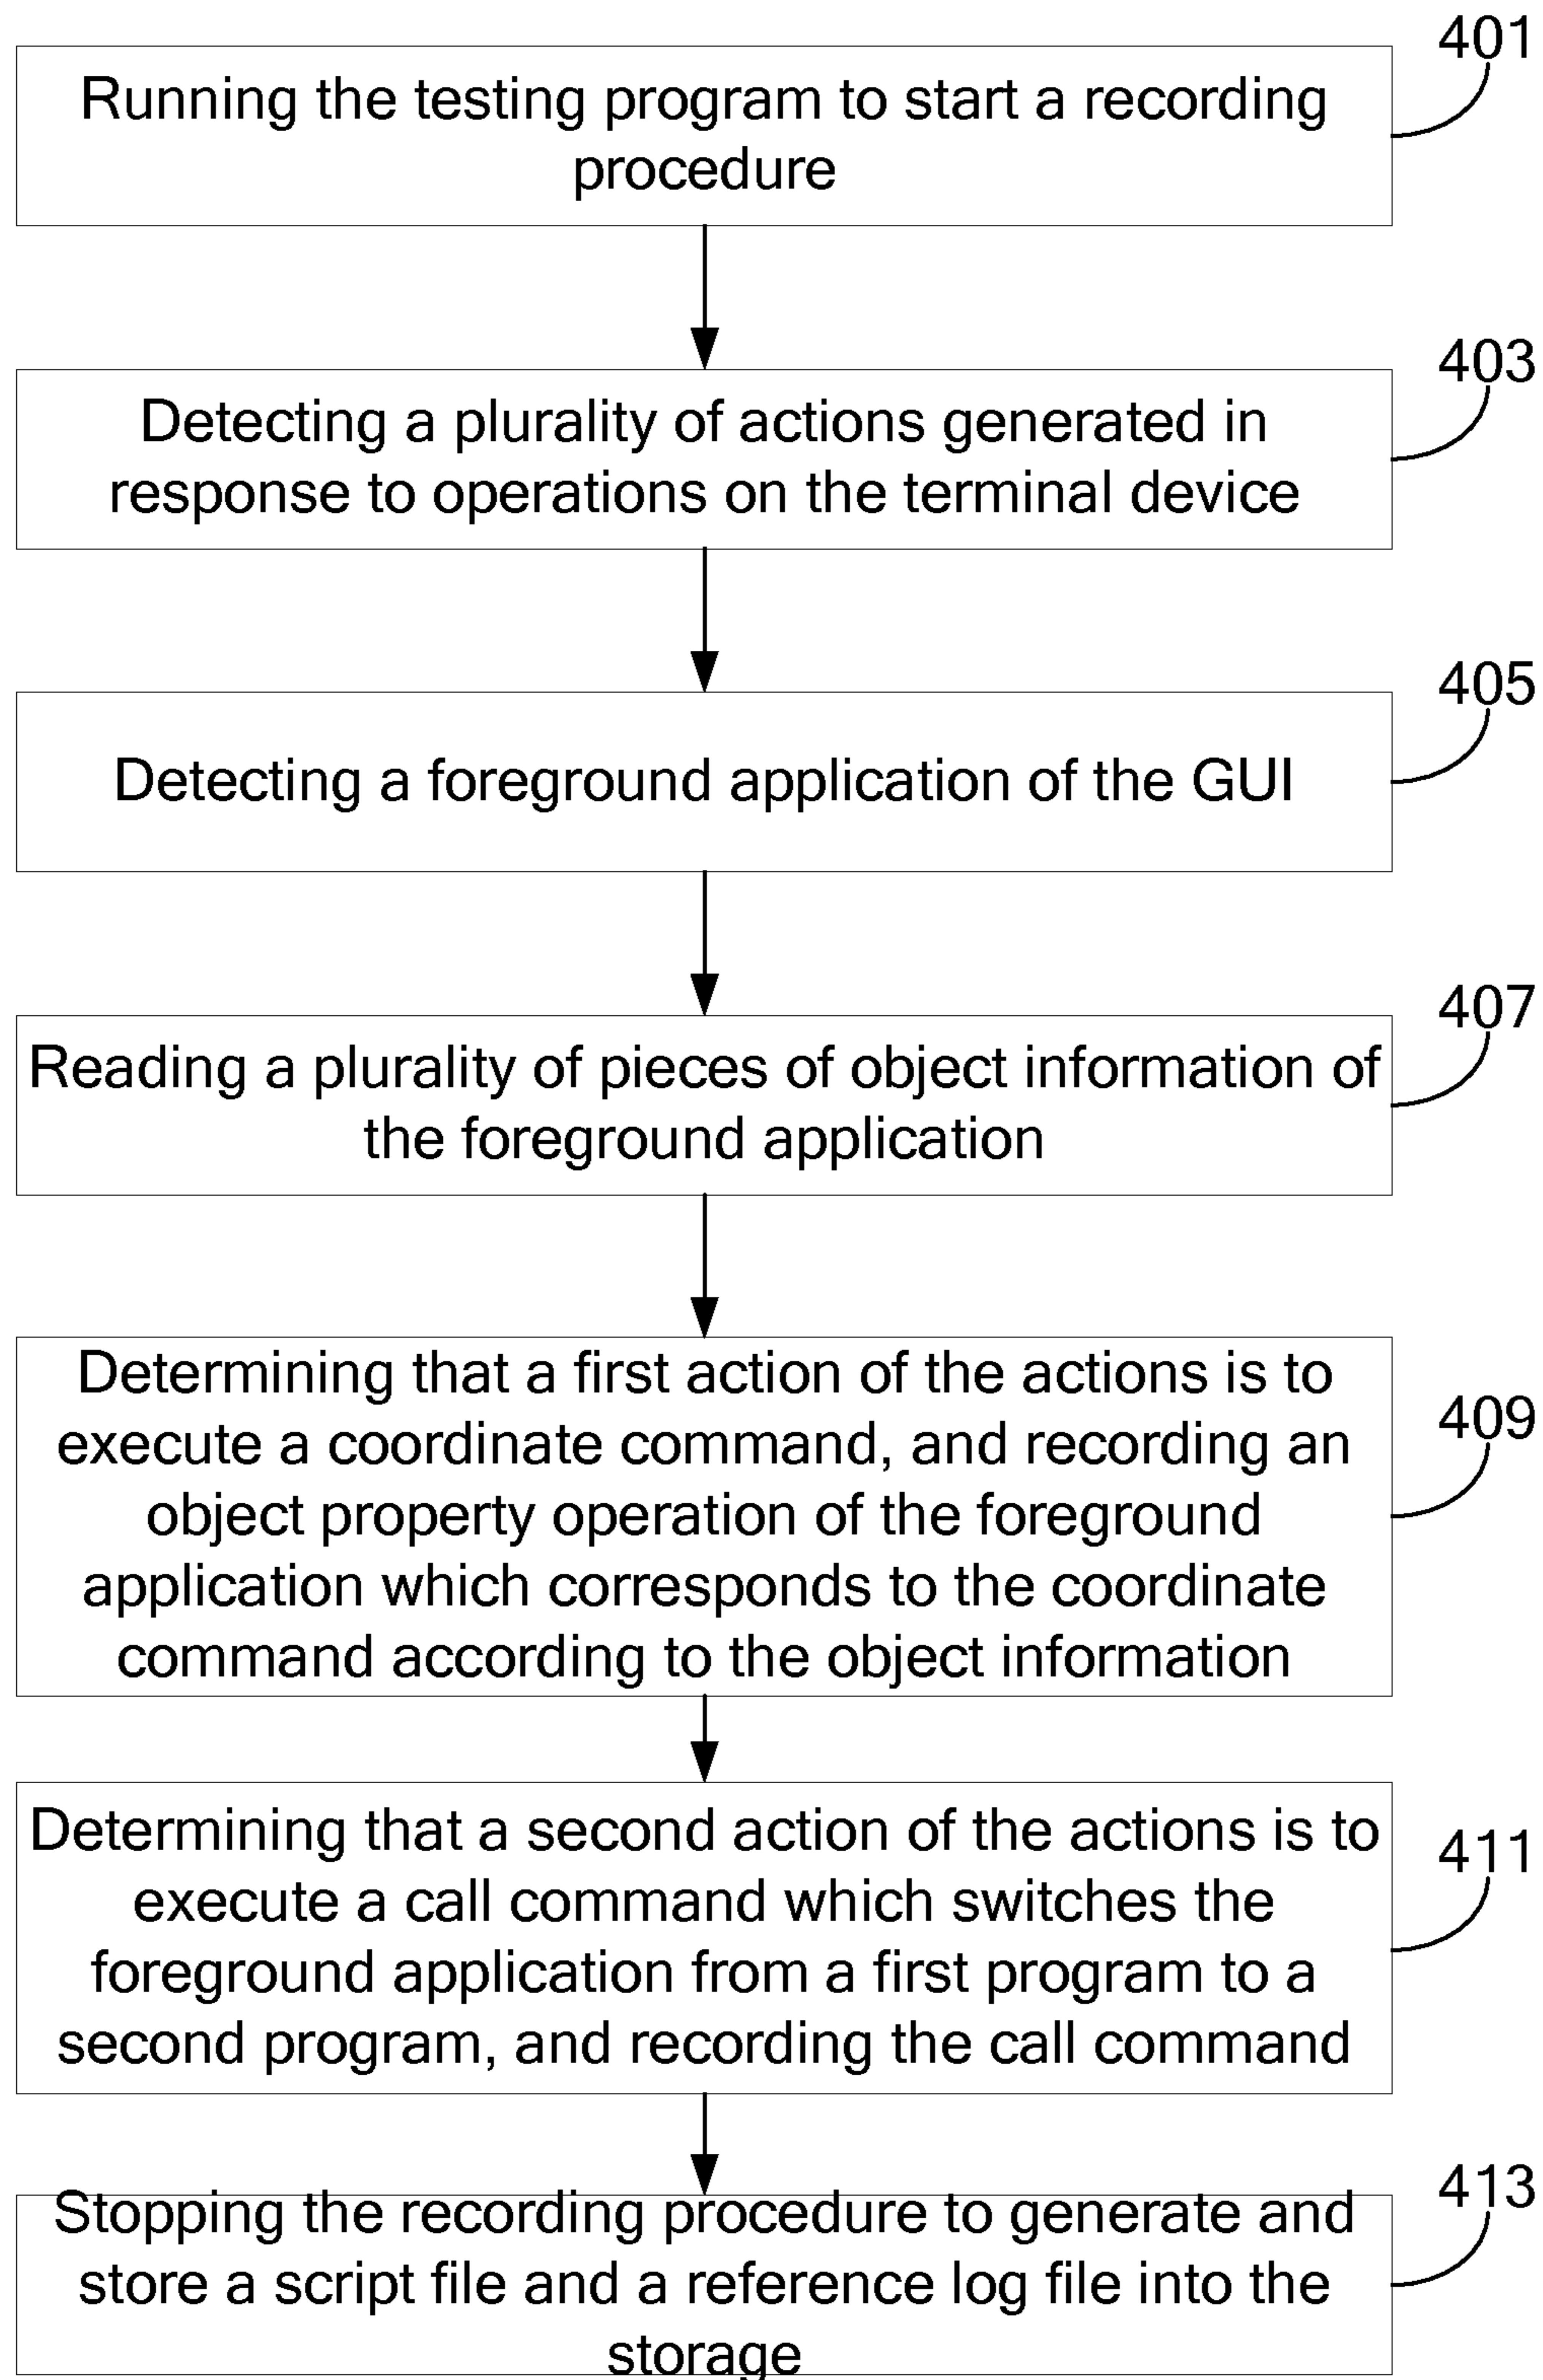 401
Running the testing program to start a recording
procedure
403
Detecting a plurality of actions generated in
response to operations on the terminal device
405
Detecting a foreground application of the GUI
407
Reading a plurality of pieces of object information of
the foreground application
409
Determining that a first action of the actions is to
execute a coordinate command, and recording an
object property operation of the foreground
application which corresponds to the coordinate
command according to the object information
411
Determining that a second action of the actions is to
execute a call command which switches the
foreground application from a first program to a
second program, and recording the call command
413
Stopping the recording procedure to generate and
store a script file and a reference log file into the
storage